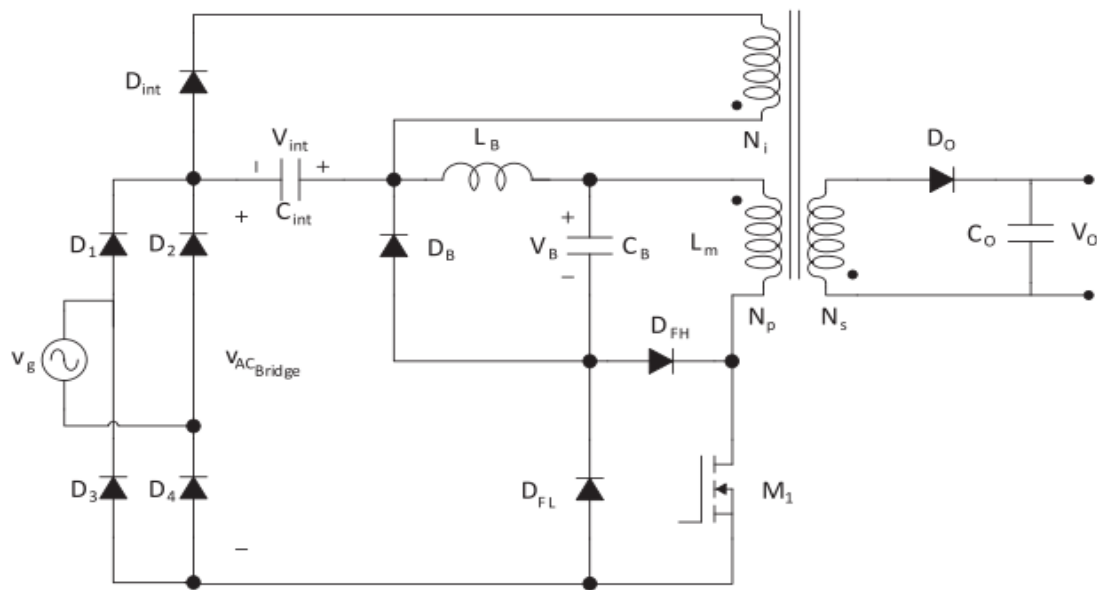 D_int
V_int
− +
C_int
L_B
N_i
D_O
D_1
D_2
+
D_B
+
V_B
−
C_B
L_m
C_O
V_O
v_g
v_AC_Bridge
D_FH
N_p
N_s
D_3
D_4
−
D_FL
M_1